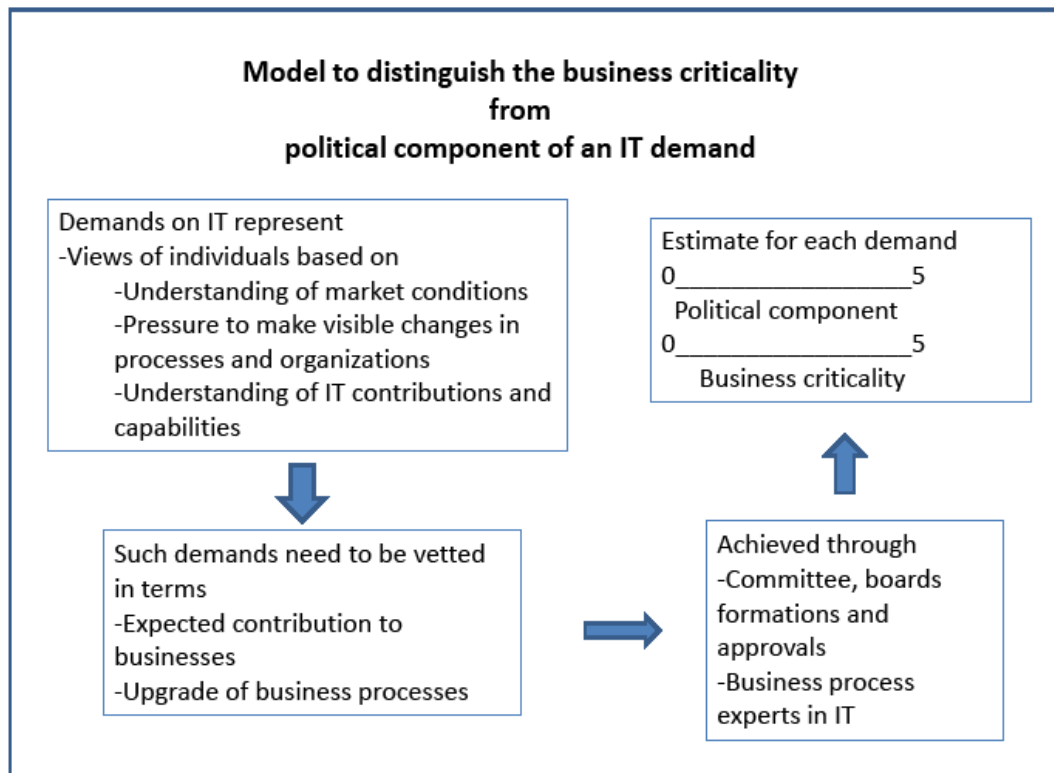 Model to distinguish the business criticality
from
political component of an IT demand
Demands on IT represent
-Views of individuals based on
-Understanding of market conditions
-Pressure to make visible changes in
processes and organizations
-Understanding of IT contributions and
capabilities
Such demands need to be vetted
in terms
-Expected contribution to
businesses
-Upgrade of business processes
Achieved through
-Committee, boards
formations and
approvals
-Business process
experts in IT
Estimate for each demand
0__________________5
Political component
0__________________5
Business criticality